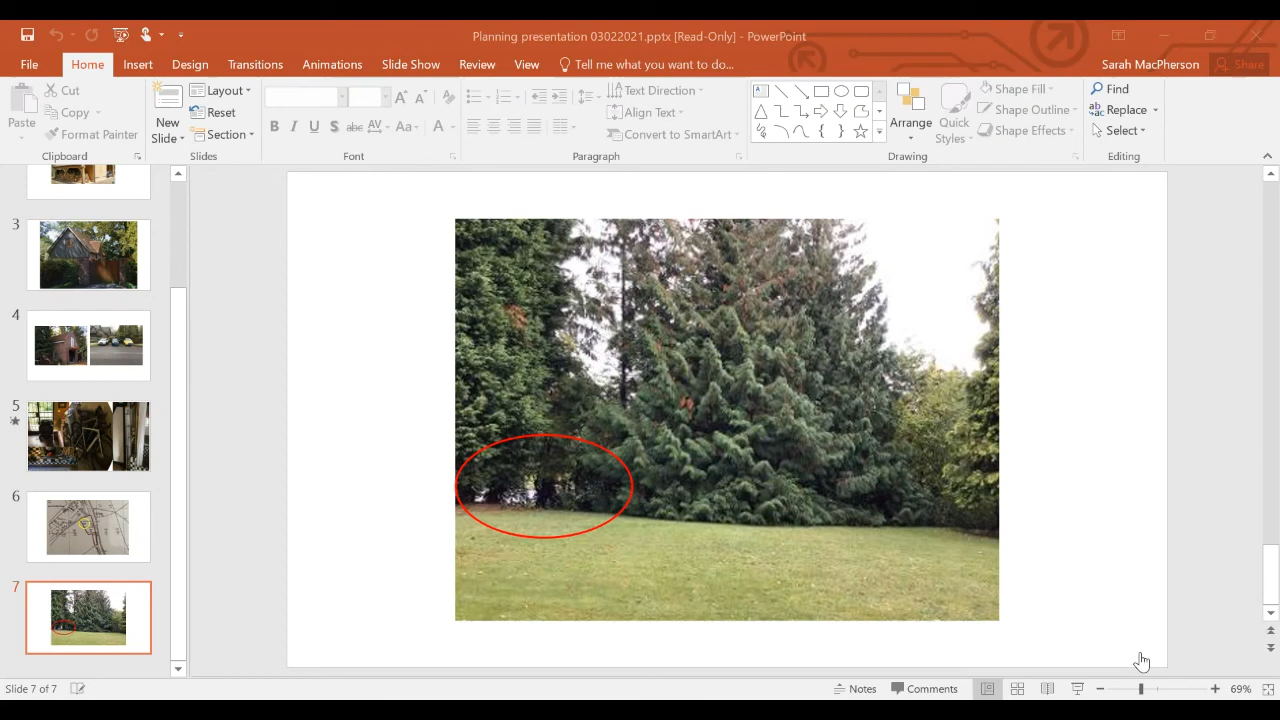 Planning presentation 03022021.pptx [Read-Only] - PowerPoint
File Home Insert Design Transitions Animations Slide Show Review View Tell me what you want to do... Sarah MacPherson Share
Paste
Cut
Copy
Format Painter
Clipboard
New Slide
Layout
Reset
Section
Slides
B I U S abc AV Aa A
Font
Text Direction
Align Text
Convert to SmartArt
Paragraph
Arrange
Quick Styles
Shape Fill
Shape Outline
Shape Effects
Drawing
Find
Replace
Select
Editing
3
4
5
6
7
Slide 7 of 7
Notes
Comments
69%